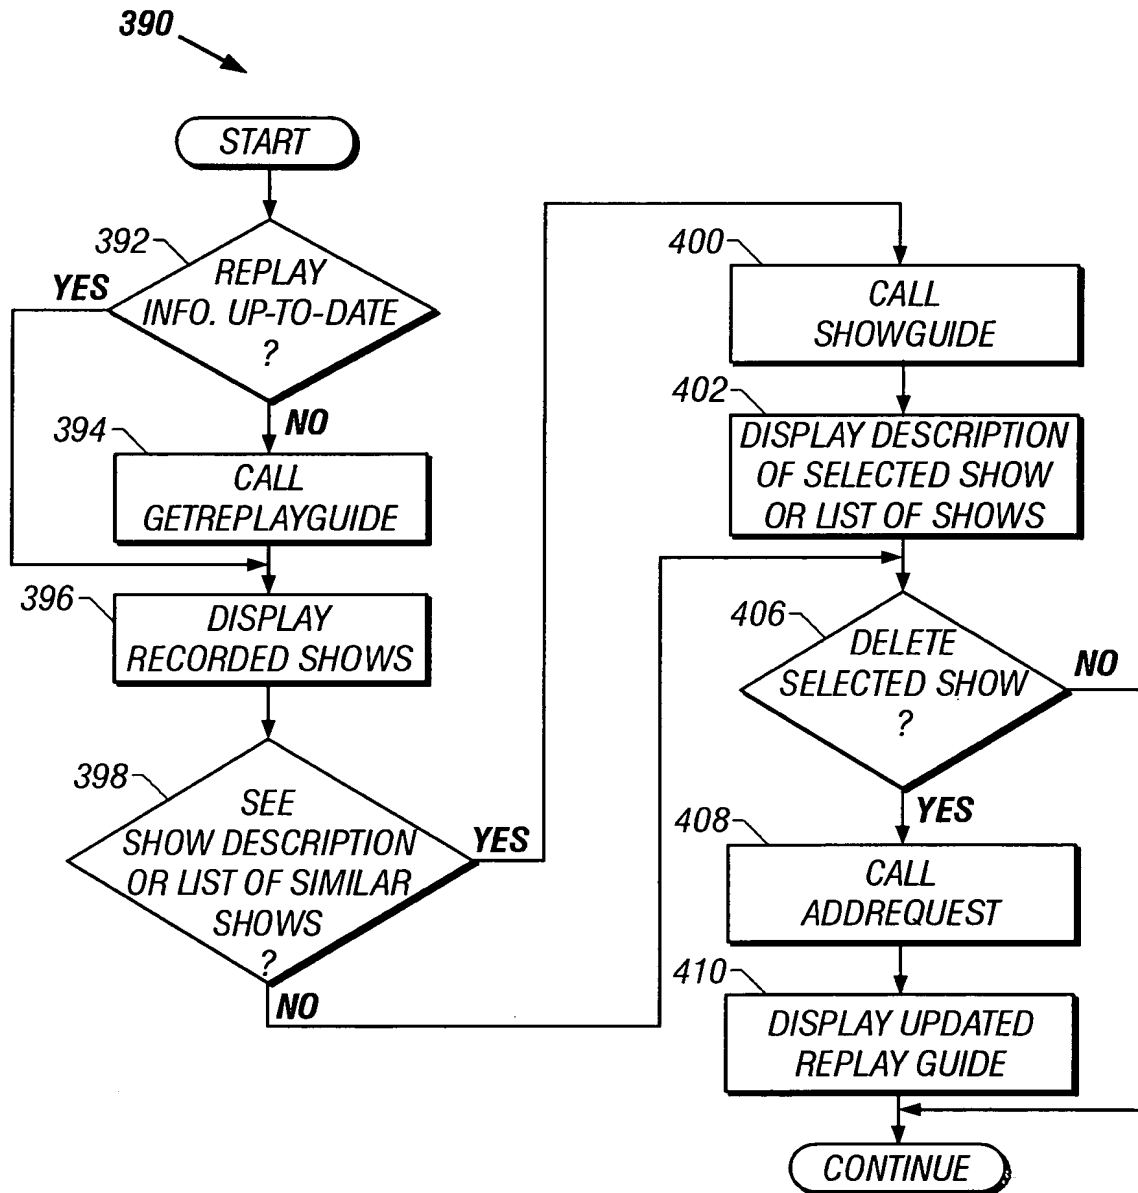 390
START
392
REPLAY
INFO. UP-TO-DATE
?
YES
NO
394
CALL
GETREPLAYGUIDE
396
DISPLAY
RECORDED SHOWS
398
SEE
SHOW DESCRIPTION
OR LIST OF SIMILAR
SHOWS
?
YES
NO
400
CALL
SHOWGUIDE
402
DISPLAY DESCRIPTION
OF SELECTED SHOW
OR LIST OF SHOWS
406
DELETE
SELECTED SHOW
?
NO
YES
408
CALL
ADDREQUEST
410
DISPLAY UPDATED
REPLAY GUIDE
CONTINUE